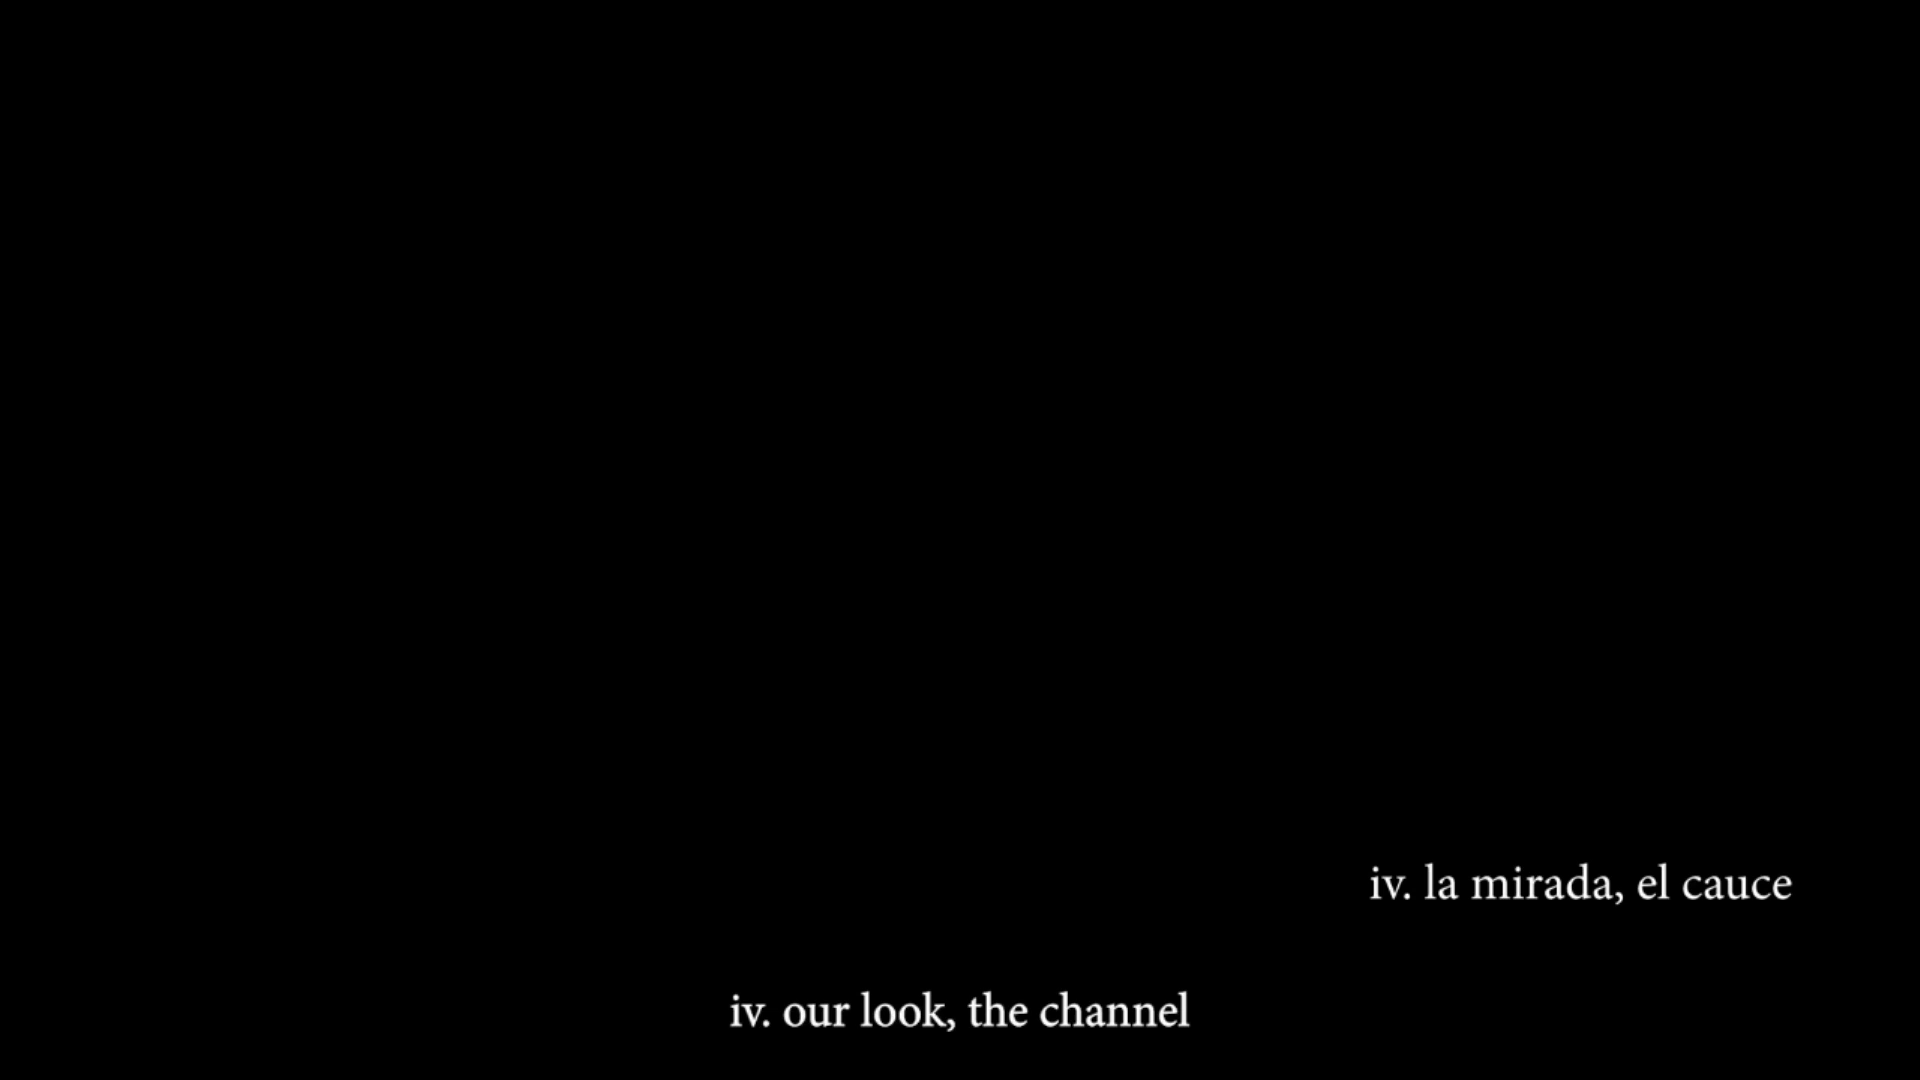 iv. la mirada, el cauce
iv. our look, the channel